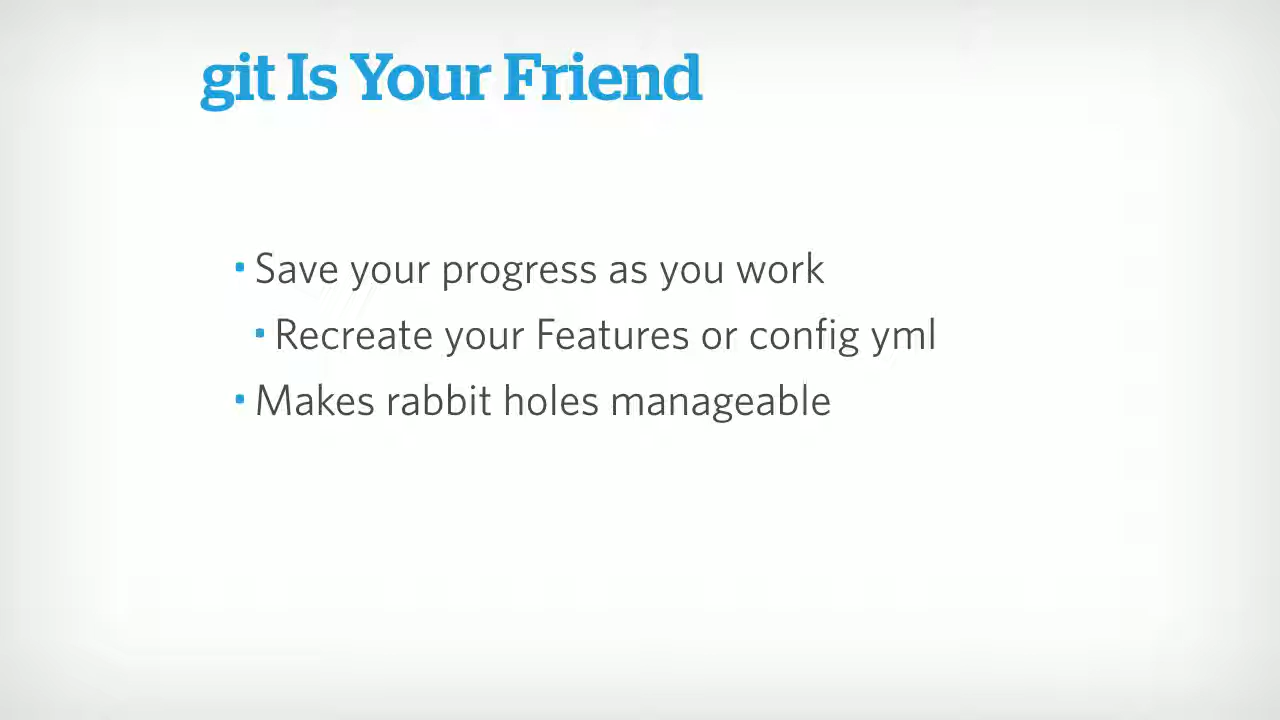 git Is Your Friend
• Save your progress as you work
• Recreate your Features or config yml
• Makes rabbit holes manageable